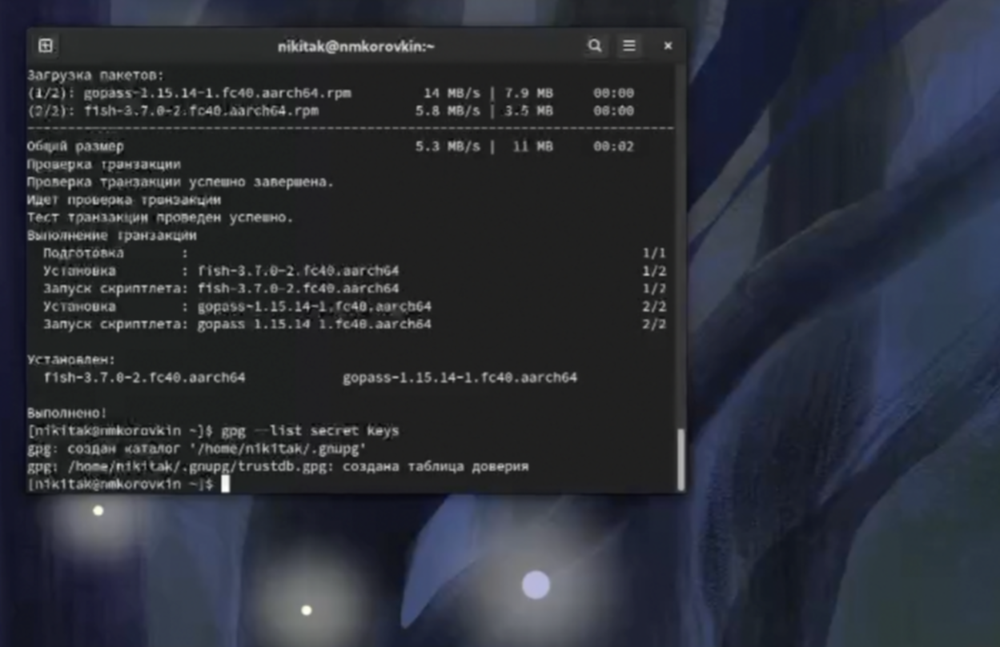 nikitak@nmkorovkin:~
Загрузка пакетов:
(1/2): gopass-1.15.14-1.fc40.aarch64.rpm 14 MB/s | 7.9 MB 00:00
(2/2): fish-3.7.0-2.fc40.aarch64.rpm 5.8 MB/s | 3.5 MB 00:00
--------------------------------------------------------------------------------
Общий размер 5.3 MB/s | 11 MB 00:02
Проверка транзакции
Проверка транзакции успешно завершена.
Идет проверка транзакции
Тест транзакции проведен успешно.
Выполнение транзакции
Подготовка : 1/1
Установка : fish-3.7.0-2.fc40.aarch64 1/2
Запуск скриптлета: fish-3.7.0-2.fc40.aarch64 1/2
Установка : gopass-1.15.14-1.fc40.aarch64 2/2
Запуск скриптлета: gopass-1.15.14-1.fc40.aarch64 2/2
Установлен:
fish-3.7.0-2.fc40.aarch64 gopass-1.15.14-1.fc40.aarch64
Выполнено!
[nikitak@nmkorovkin ~]$ gpg --list-secret-keys
gpg: создан каталог '/home/nikitak/.gnupg'
gpg: /home/nikitak/.gnupg/trustdb.gpg: создана таблица доверия
[nikitak@nmkorovkin ~]$